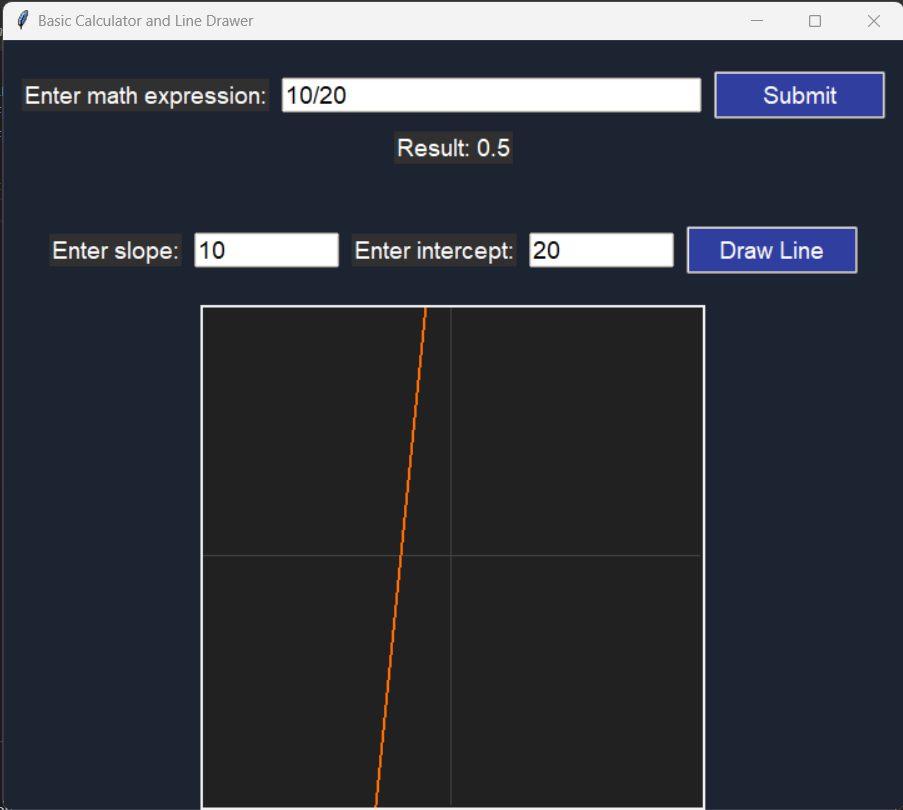 Basic Calculator and Line Drawer
Enter math expression: 10/20 Submit
Result: 0.5
Enter slope: 10 Enter intercept: 20 Draw Line